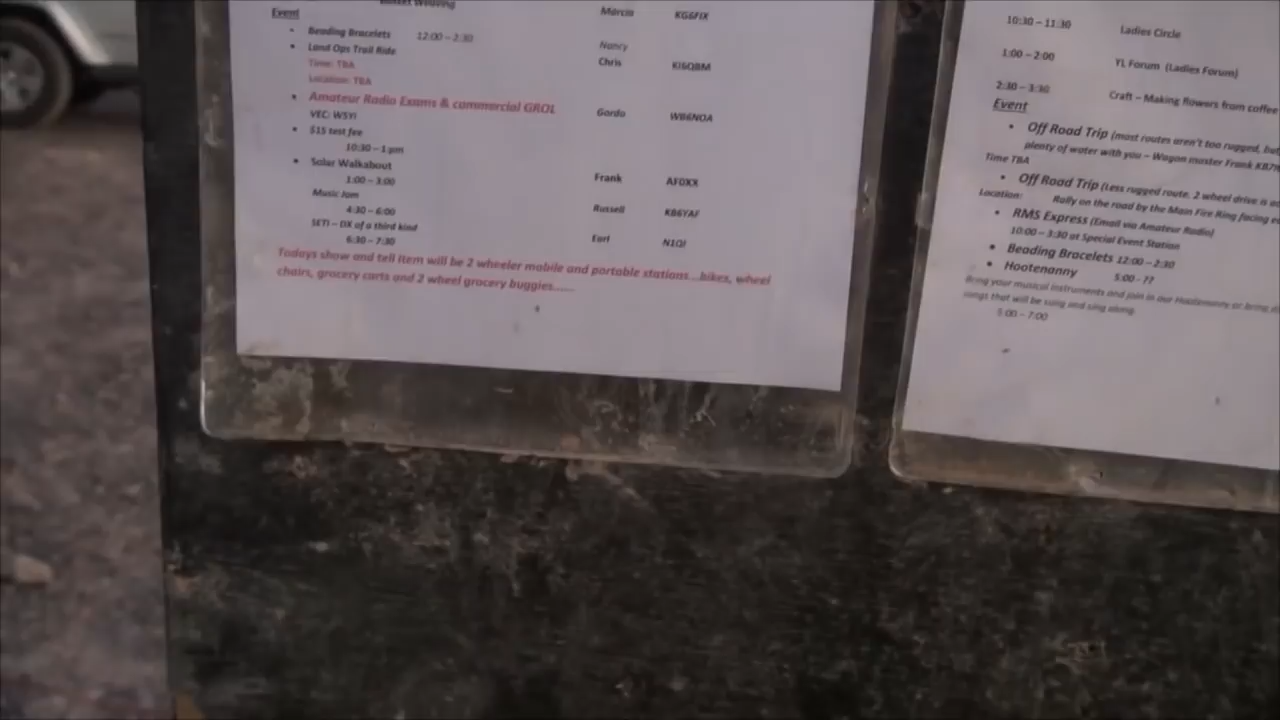 Basket Weaving Marcia KG6FIX
Event
Beading Bracelets 12:00 – 2:30 Nancy
Land Ops Trail Ride Chris KI6QBM
Time: TBA
Location: TBA
Amateur Radio Exams & commercial GROL Gordo WB6NOA
VEC: W5YI
$15 test fee
10:30 – 1 pm
Solar Walkabout Frank AF0XX
1:00 – 3:00
Music Jam Russell KB6YAF
4:30 – 6:00
SETI – DX of a third kind Earl
6:30 – 7:30
Todays show and tell item will be 2 wheeler mobile and portable stations...bikes, wheel
chairs, grocery carts and 2 wheel grocery buggies......
10:30 – 11:30 Ladies Circle
1:00 – 2:00 YL Forum (Ladies Forum)
2:30 – 3:30 Craft – Making flowers from coffee
Event
Off Road Trip (most routes aren't too rugged, but
plenty of water with you – Wagon master Frank
Time TBA
Off Road Trip (Less rugged route. 2 wheel drive is
Location: Rally on the road by the Main Fire Ring facing
RMS Express (Email via Amateur Radio)
10:00 – 3:30 at Special Event Station
Beading Bracelets 12:00 – 2:30
Hootenanny 5:00 - ??
Bring your musical instruments and join in our Hootenanny or bring
songs that will be sung and sing along.
5:00 – 7:00